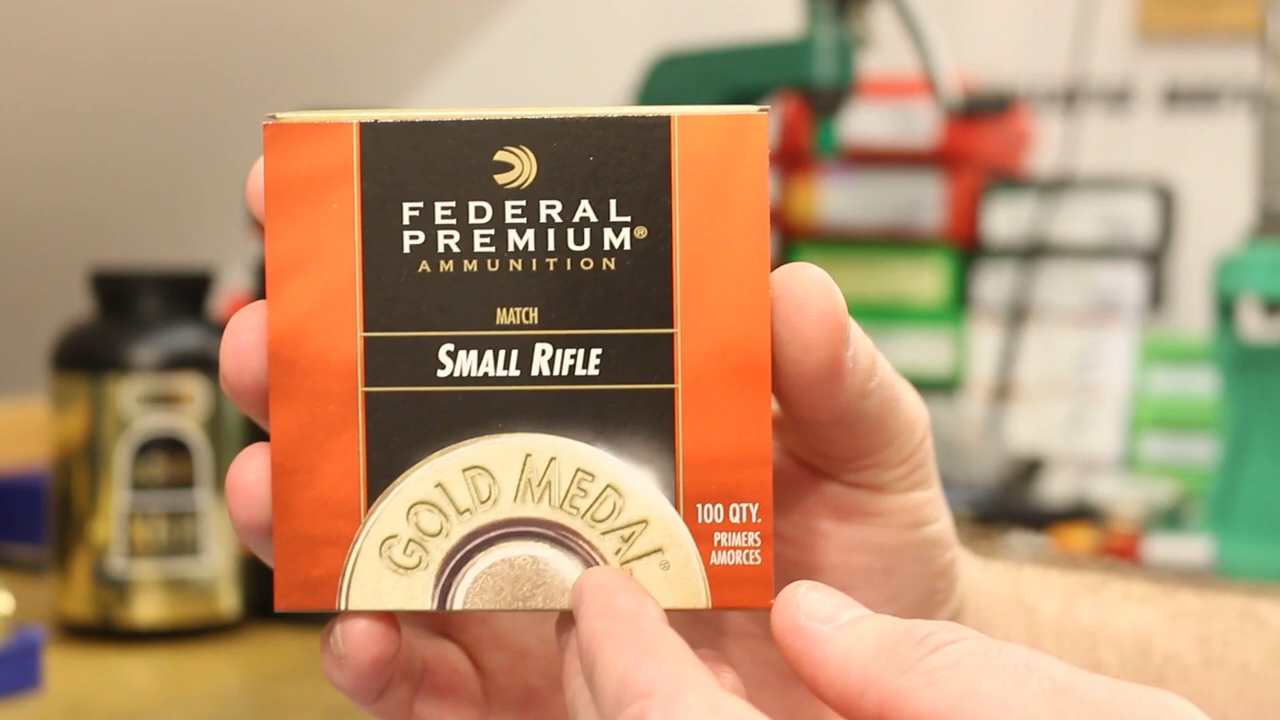 FEDERAL
PREMIUM®
AMMUNITION
MATCH
SMALL RIFLE
GOLD MEDAL®
100 QTY.
PRIMERS
AMORCES